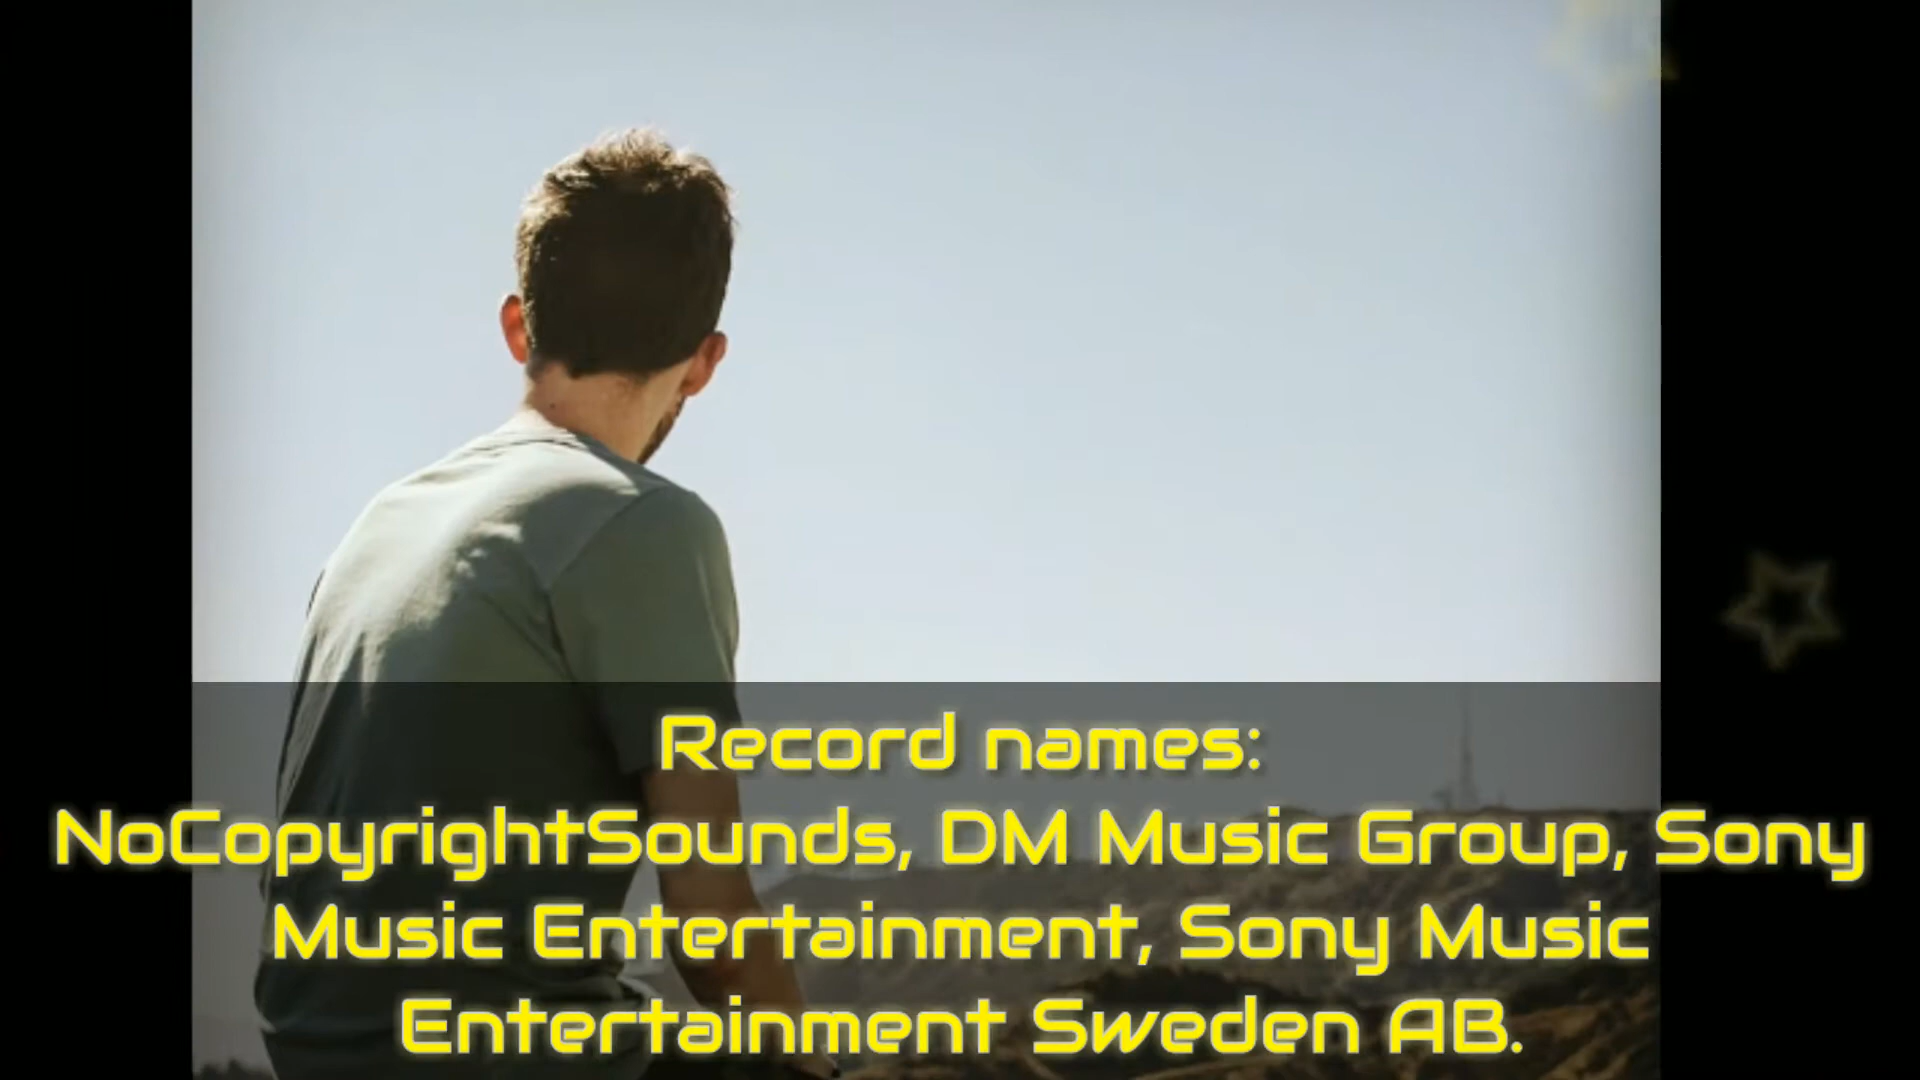 Record names:
NoCopyrightSounds, DM Music Group, Sony
Music Entertainment, Sony Music
Entertainment Sweden AB.